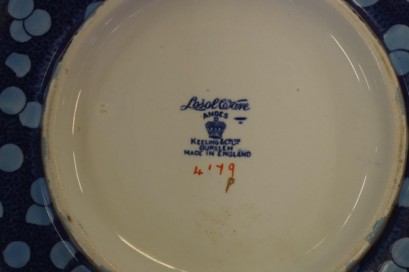 Losol Ware
ANDES
KEELING & CO LTD
BURSLEM
MADE IN ENGLAND
4179
P